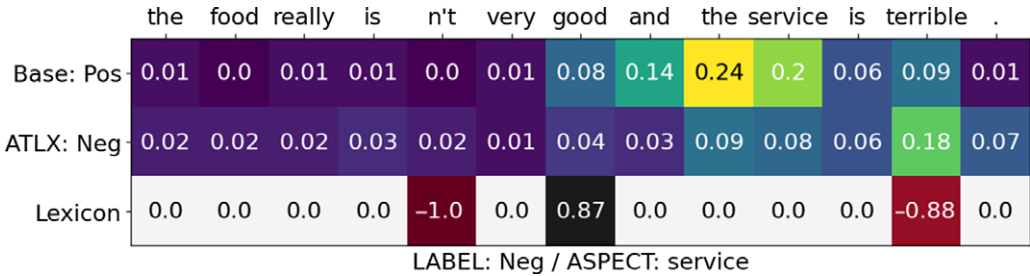 the food really is n't very good and the service is terrible .
Base: Pos 0.01 0.0 0.01 0.01 0.0 0.01 0.08 0.14 0.24 0.2 0.06 0.09 0.01
ATLX: Neg 0.02 0.02 0.02 0.03 0.02 0.01 0.04 0.03 0.09 0.08 0.06 0.18 0.07
Lexicon 0.0 0.0 0.0 0.0 −1.0 0.0 0.87 0.0 0.0 0.0 0.0 −0.88 0.0
LABEL: Neg / ASPECT: service